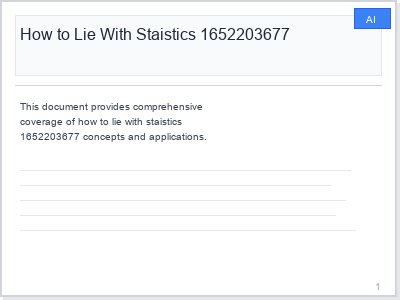 AI
How to Lie With Staistics 1652203677
This document provides comprehensive
coverage of how to lie with staistics
1652203677 concepts and applications.
1